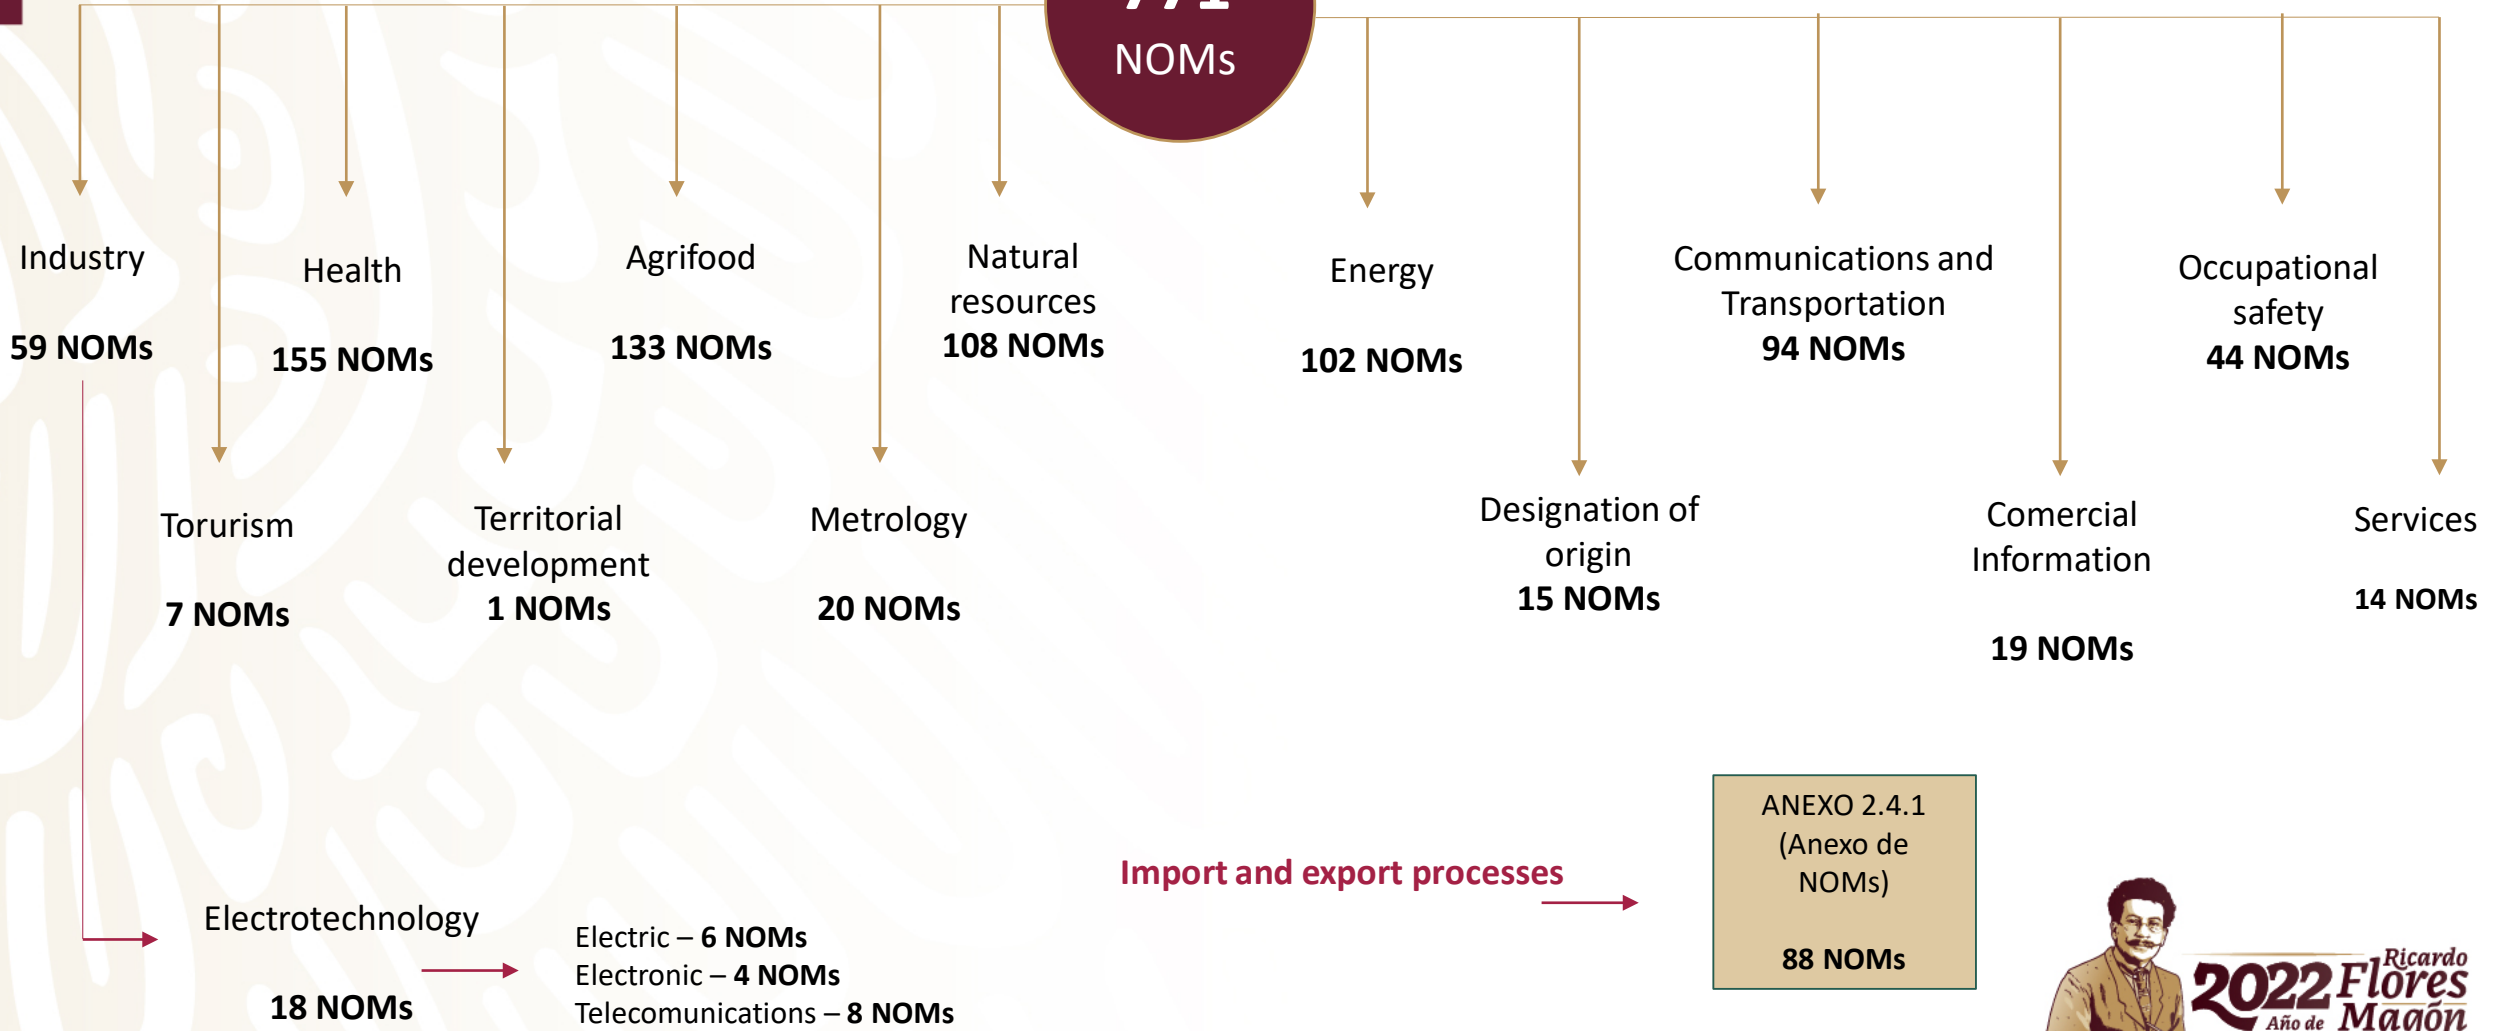 771
NOMs
Industry
59 NOMs
Health
155 NOMs
Agrifood
133 NOMs
Natural
resources
108 NOMs
Energy
102 NOMs
Communications and
Transportation
94 NOMs
Occupational
safety
44 NOMs
Torurism
7 NOMs
Territorial
development
1 NOMs
Metrology
20 NOMs
Designation of
origin
15 NOMs
Comercial
Information
19 NOMs
Services
14 NOMs
Electrotechnology
18 NOMs
Electric – 6 NOMs
Electronic – 4 NOMs
Telecomunications – 8 NOMs
Import and export processes
ANEXO 2.4.1
(Anexo de
NOMs)
88 NOMs
2022
Año de
Ricardo
Flores
Magón